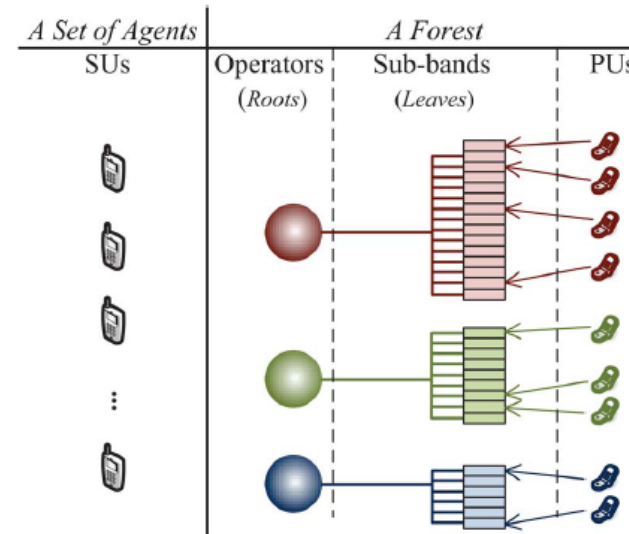 A Set of Agents
A Forest
SUs
Operators
Sub-bands
PUs
(Roots)
(Leaves)
...